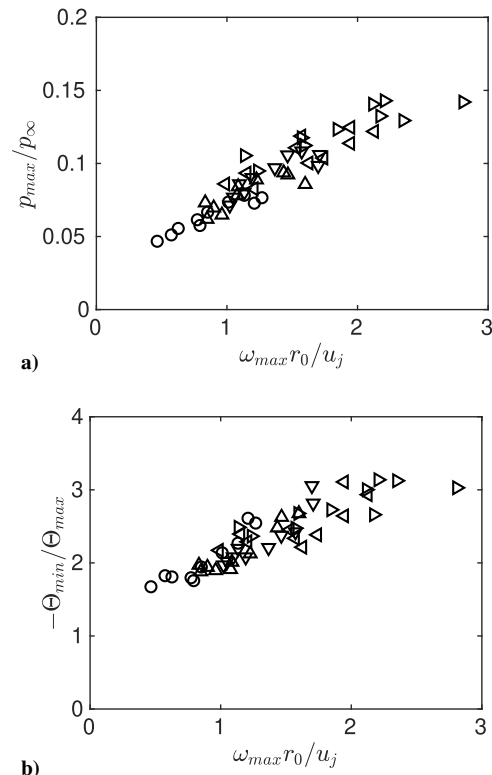 0.2
0.15
0.1
0.05
0
p_max/p_∞
0 1 2 3
ω_max r_0/u_j
a)
4
3
2
1
0
−Θ_min/Θ_max
0 1 2 3
ω_max r_0/u_j
b)